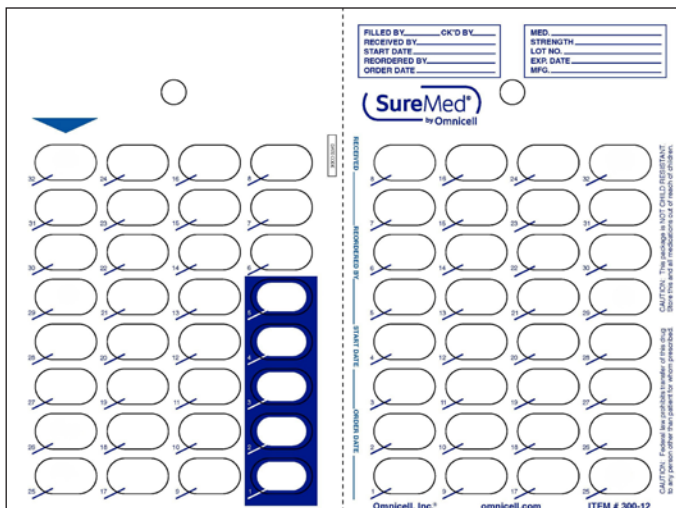 FILLED BY CK'D BY
RECEIVED BY
START DATE
REORDERED BY
ORDER DATE
MED.
STRENGTH
LOT NO.
EXP. DATE
MFG.
SureMed®
by Omnicell
32 24 16 8
31 23 15 7
30 22 14 6
29 21 13 5
28 20 12 4
27 19 11 3
26 18 10 2
25 17 9 1
RECEIVED
REORDERED BY
START DATE
ORDER DATE
8 16 24 32
7 15 23 31
6 14 22 30
5 13 21 29
4 12 20 28
3 11 19 27
2 10 18 26
1 9 17 25
CAUTION: This package is NOT CHILD RESISTANT.
Store this and all medications out of reach of children.
CAUTION: Federal law prohibits transfer of this drug
to any person other than patient for whom prescribed.
Omnicell, Inc.® omnicell.com ITEM # 300-12